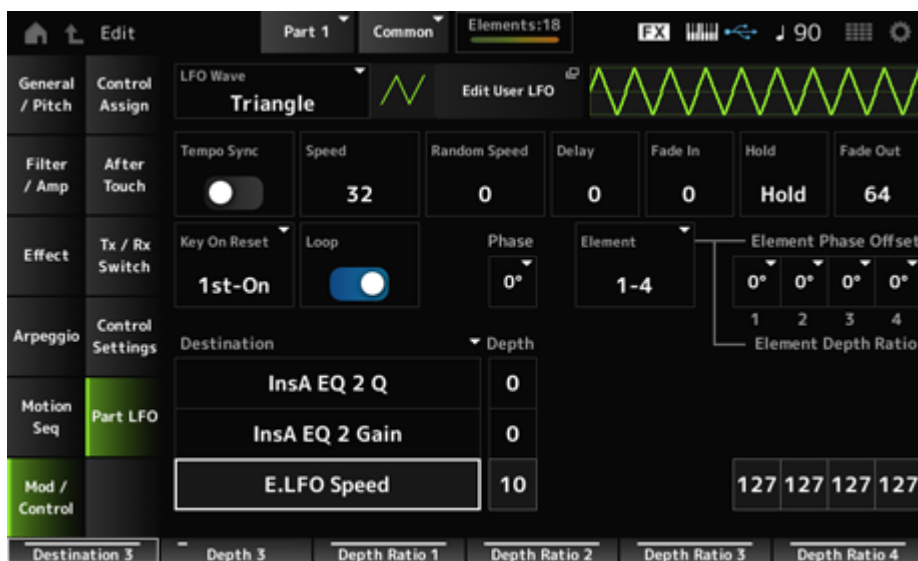 Edit
Part 1
Common
Elements:18
FX
90
General / Pitch
Control Assign
LFO Wave
Triangle
Edit User LFO
Filter / Amp
After Touch
Tempo Sync
Speed
32
Random Speed
0
Delay
0
Fade In
0
Hold
Hold
Fade Out
64
Effect
Tx / Rx Switch
Key On Reset
1st-On
Loop
Phase
0°
Element
1-4
Element Phase Offset
0° 0° 0° 0°
1 2 3 4
Element Depth Ratio
Arpeggio
Control Settings
Destination
Depth
InsA EQ 2 Q
0
Motion Seq
Part LFO
InsA EQ 2 Gain
0
Mod / Control
E.LFO Speed
10
127 127 127 127
Destination 3
Depth 3
Depth Ratio 1
Depth Ratio 2
Depth Ratio 3
Depth Ratio 4